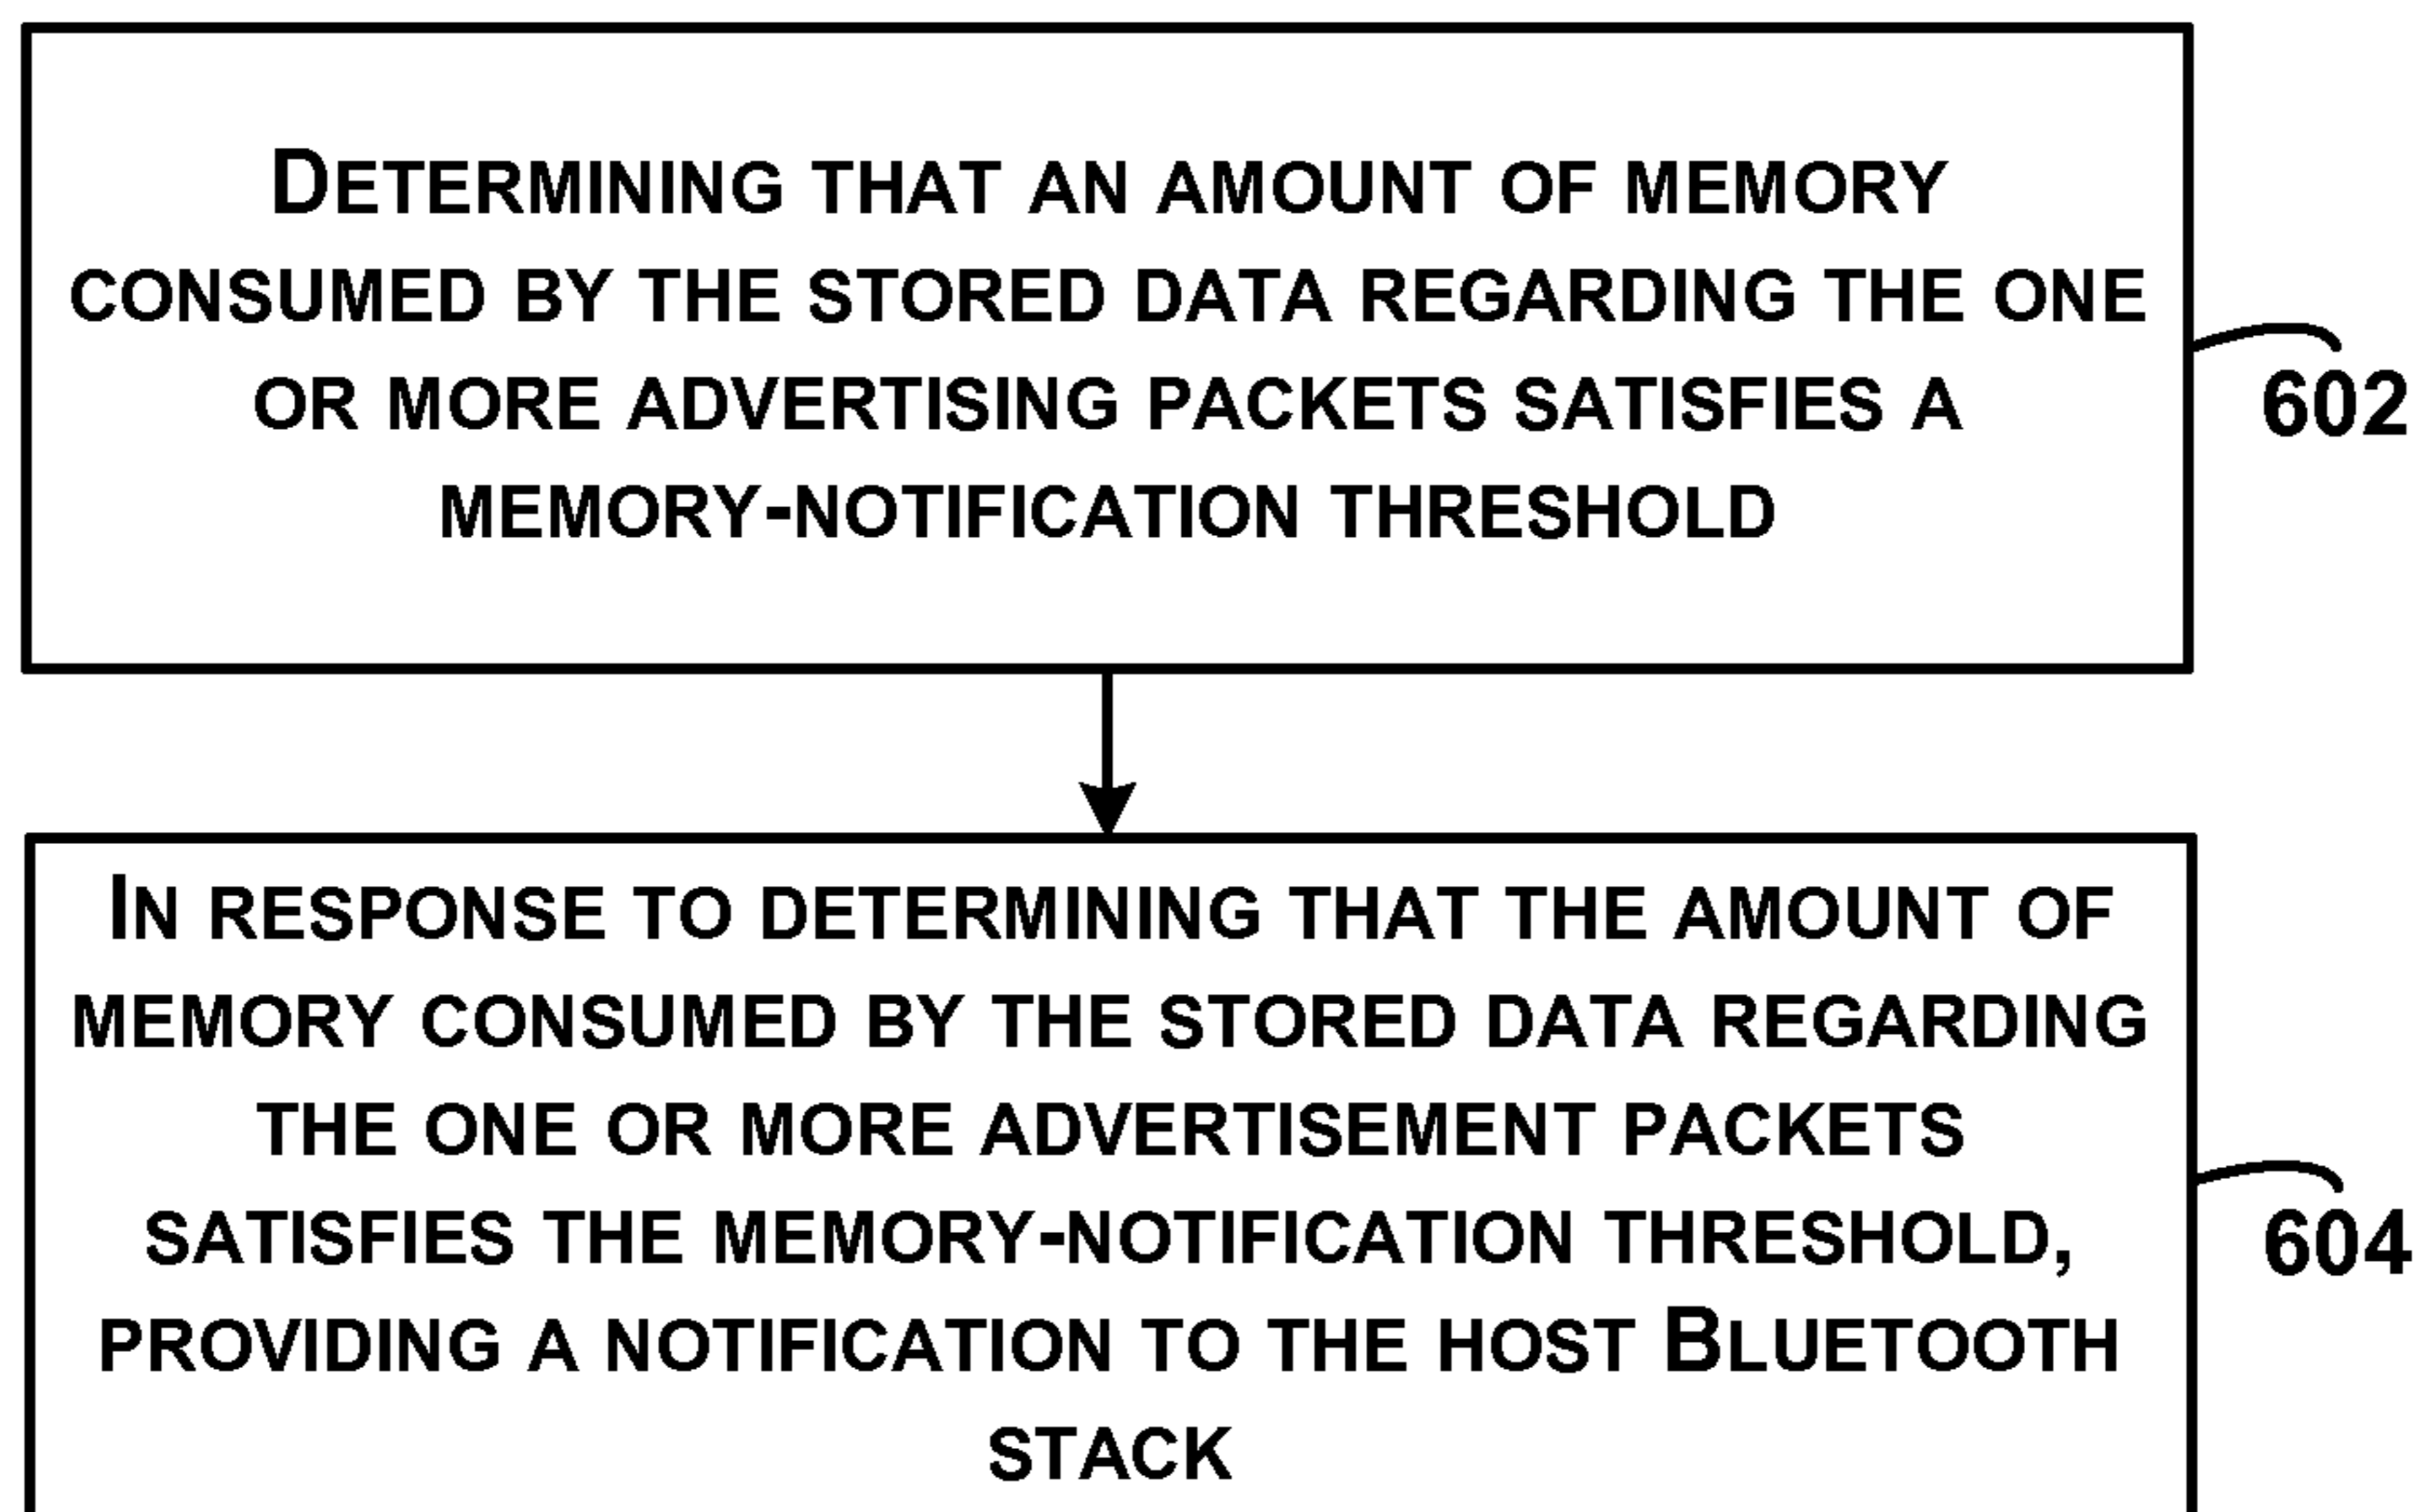 DETERMINING THAT AN AMOUNT OF MEMORY
CONSUMED BY THE STORED DATA REGARDING THE ONE
OR MORE ADVERTISING PACKETS SATISFIES A
MEMORY-NOTIFICATION THRESHOLD
602
IN RESPONSE TO DETERMINING THAT THE AMOUNT OF
MEMORY CONSUMED BY THE STORED DATA REGARDING
THE ONE OR MORE ADVERTISEMENT PACKETS
SATISFIES THE MEMORY-NOTIFICATION THRESHOLD,
PROVIDING A NOTIFICATION TO THE HOST BLUETOOTH
STACK
604